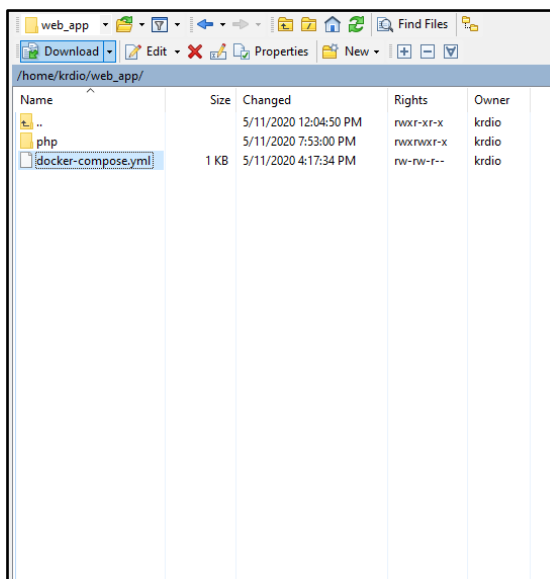 web_app Find Files
Download Edit Properties New
/home/krdio/web_app/
Name Size Changed Rights Owner
.. 5/11/2020 12:04:50 PM rwxr-xr-x krdio
php 5/11/2020 7:53:00 PM rwxrwxr-x krdio
docker-compose.yml 1 KB 5/11/2020 4:17:34 PM rw-rw-r-- krdio